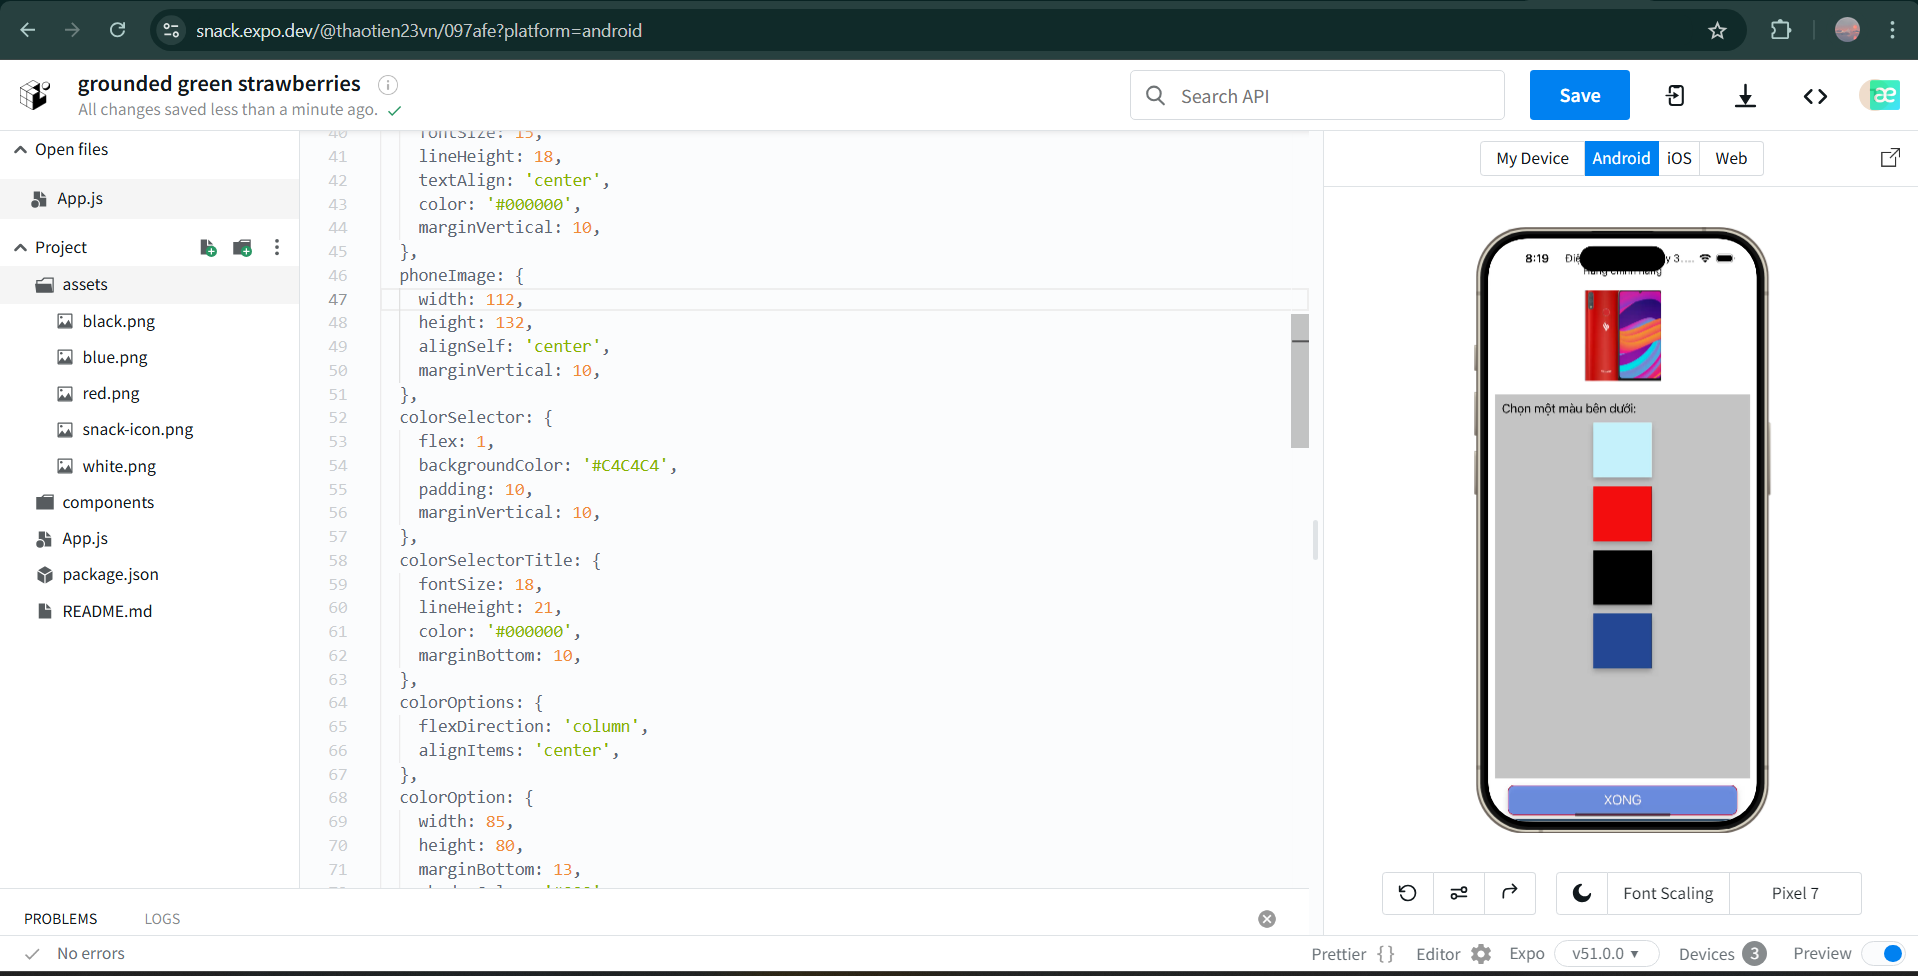 snack.expo.dev/@thaotien23vn/097afe?platform=android
grounded green strawberries
All changes saved less than a minute ago.
Search API
Save
Open files
App.js
Project
assets
black.png
blue.png
red.png
snack-icon.png
white.png
components
App.js
package.json
README.md
40 fontSize: 15,
41 lineHeight: 18,
42 textAlign: 'center',
43 color: '#000000',
44 marginVertical: 10,
45 },
46 phoneImage: {
47 width: 112,
48 height: 132,
49 alignSelf: 'center',
50 marginVertical: 10,
51 },
52 colorSelector: {
53 flex: 1,
54 backgroundColor: '#C4C4C4',
55 padding: 10,
56 marginVertical: 10,
57 },
58 colorSelectorTitle: {
59 fontSize: 18,
60 lineHeight: 21,
61 color: '#000000',
62 marginBottom: 10,
63 },
64 colorOptions: {
65 flexDirection: 'column',
66 alignItems: 'center',
67 },
68 colorOption: {
69 width: 85,
70 height: 80,
71 marginBottom: 13,
My Device Android iOS Web
8:19
Chọn một màu bên dưới:
XONG
Font Scaling Pixel 7
PROBLEMS LOGS
No errors
Prettier {} Editor Expo v51.0.0 Devices 3 Preview